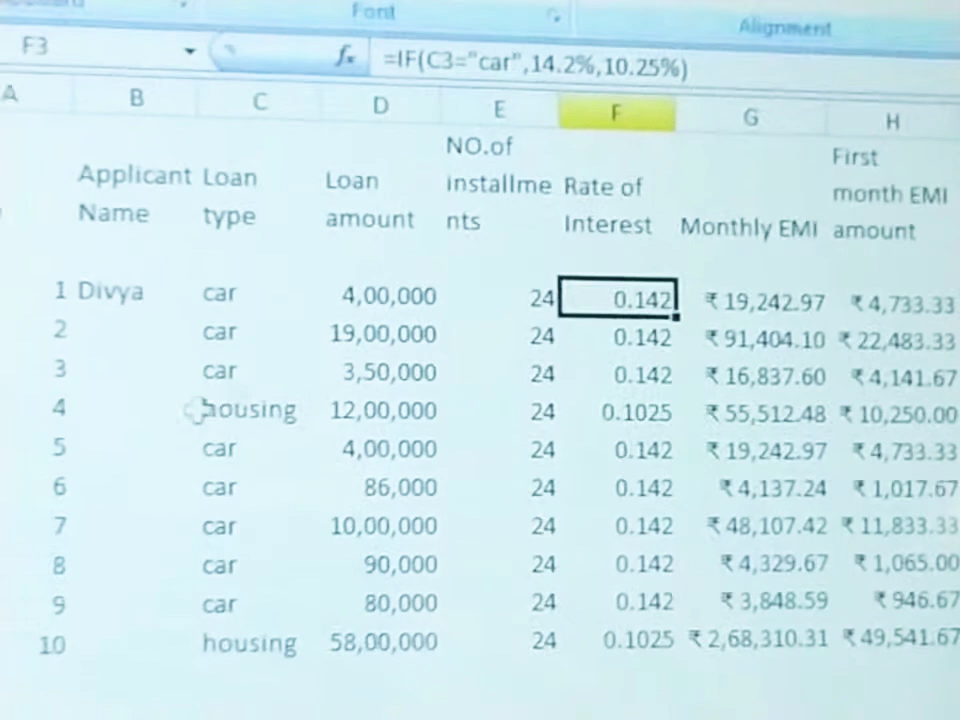 Font
Alignment
F3
fx =IF(C3="car",14.2%,10.25%)
A B C D E F G H
Applicant Name Loan type Loan amount NO.of installme nts Rate of Interest Monthly EMI First month EMI amount
1 Divya car 4,00,000 24 0.142 ₹ 19,242.97 ₹ 4,733.33
2 car 19,00,000 24 0.142 ₹ 91,404.10 ₹ 22,483.33
3 car 3,50,000 24 0.142 ₹ 16,837.60 ₹ 4,141.67
4 housing 12,00,000 24 0.1025 ₹ 55,512.48 ₹ 10,250.00
5 car 4,00,000 24 0.142 ₹ 19,242.97 ₹ 4,733.33
6 car 86,000 24 0.142 ₹ 4,137.24 ₹ 1,017.67
7 car 10,00,000 24 0.142 ₹ 48,107.42 ₹ 11,833.33
8 car 90,000 24 0.142 ₹ 4,329.67 ₹ 1,065.00
9 car 80,000 24 0.142 ₹ 3,848.59 ₹ 946.67
10 housing 58,00,000 24 0.1025 ₹ 2,68,310.31 ₹ 49,541.67